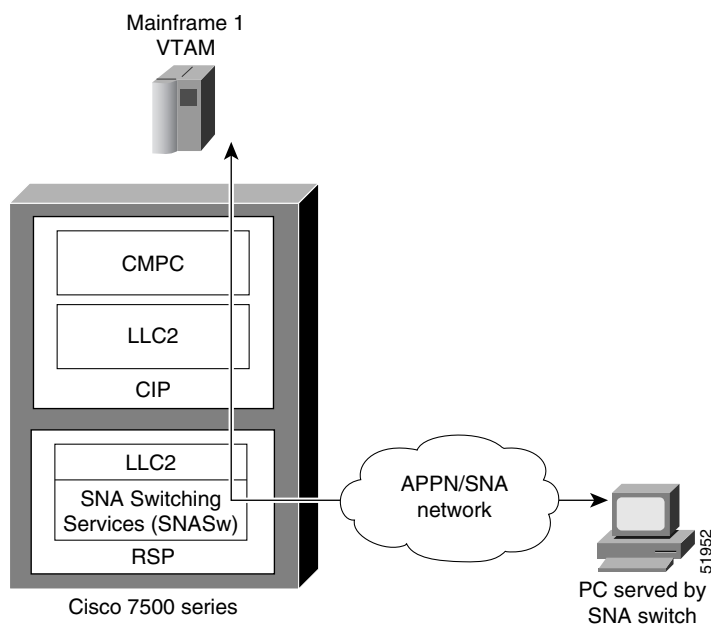 Mainframe 1
VTAM
CMPC
LLC2
CIP
LLC2
SNA Switching
Services (SNASw)
RSP
Cisco 7500 series
APPN/SNA
network
PC served by
SNA switch
51952